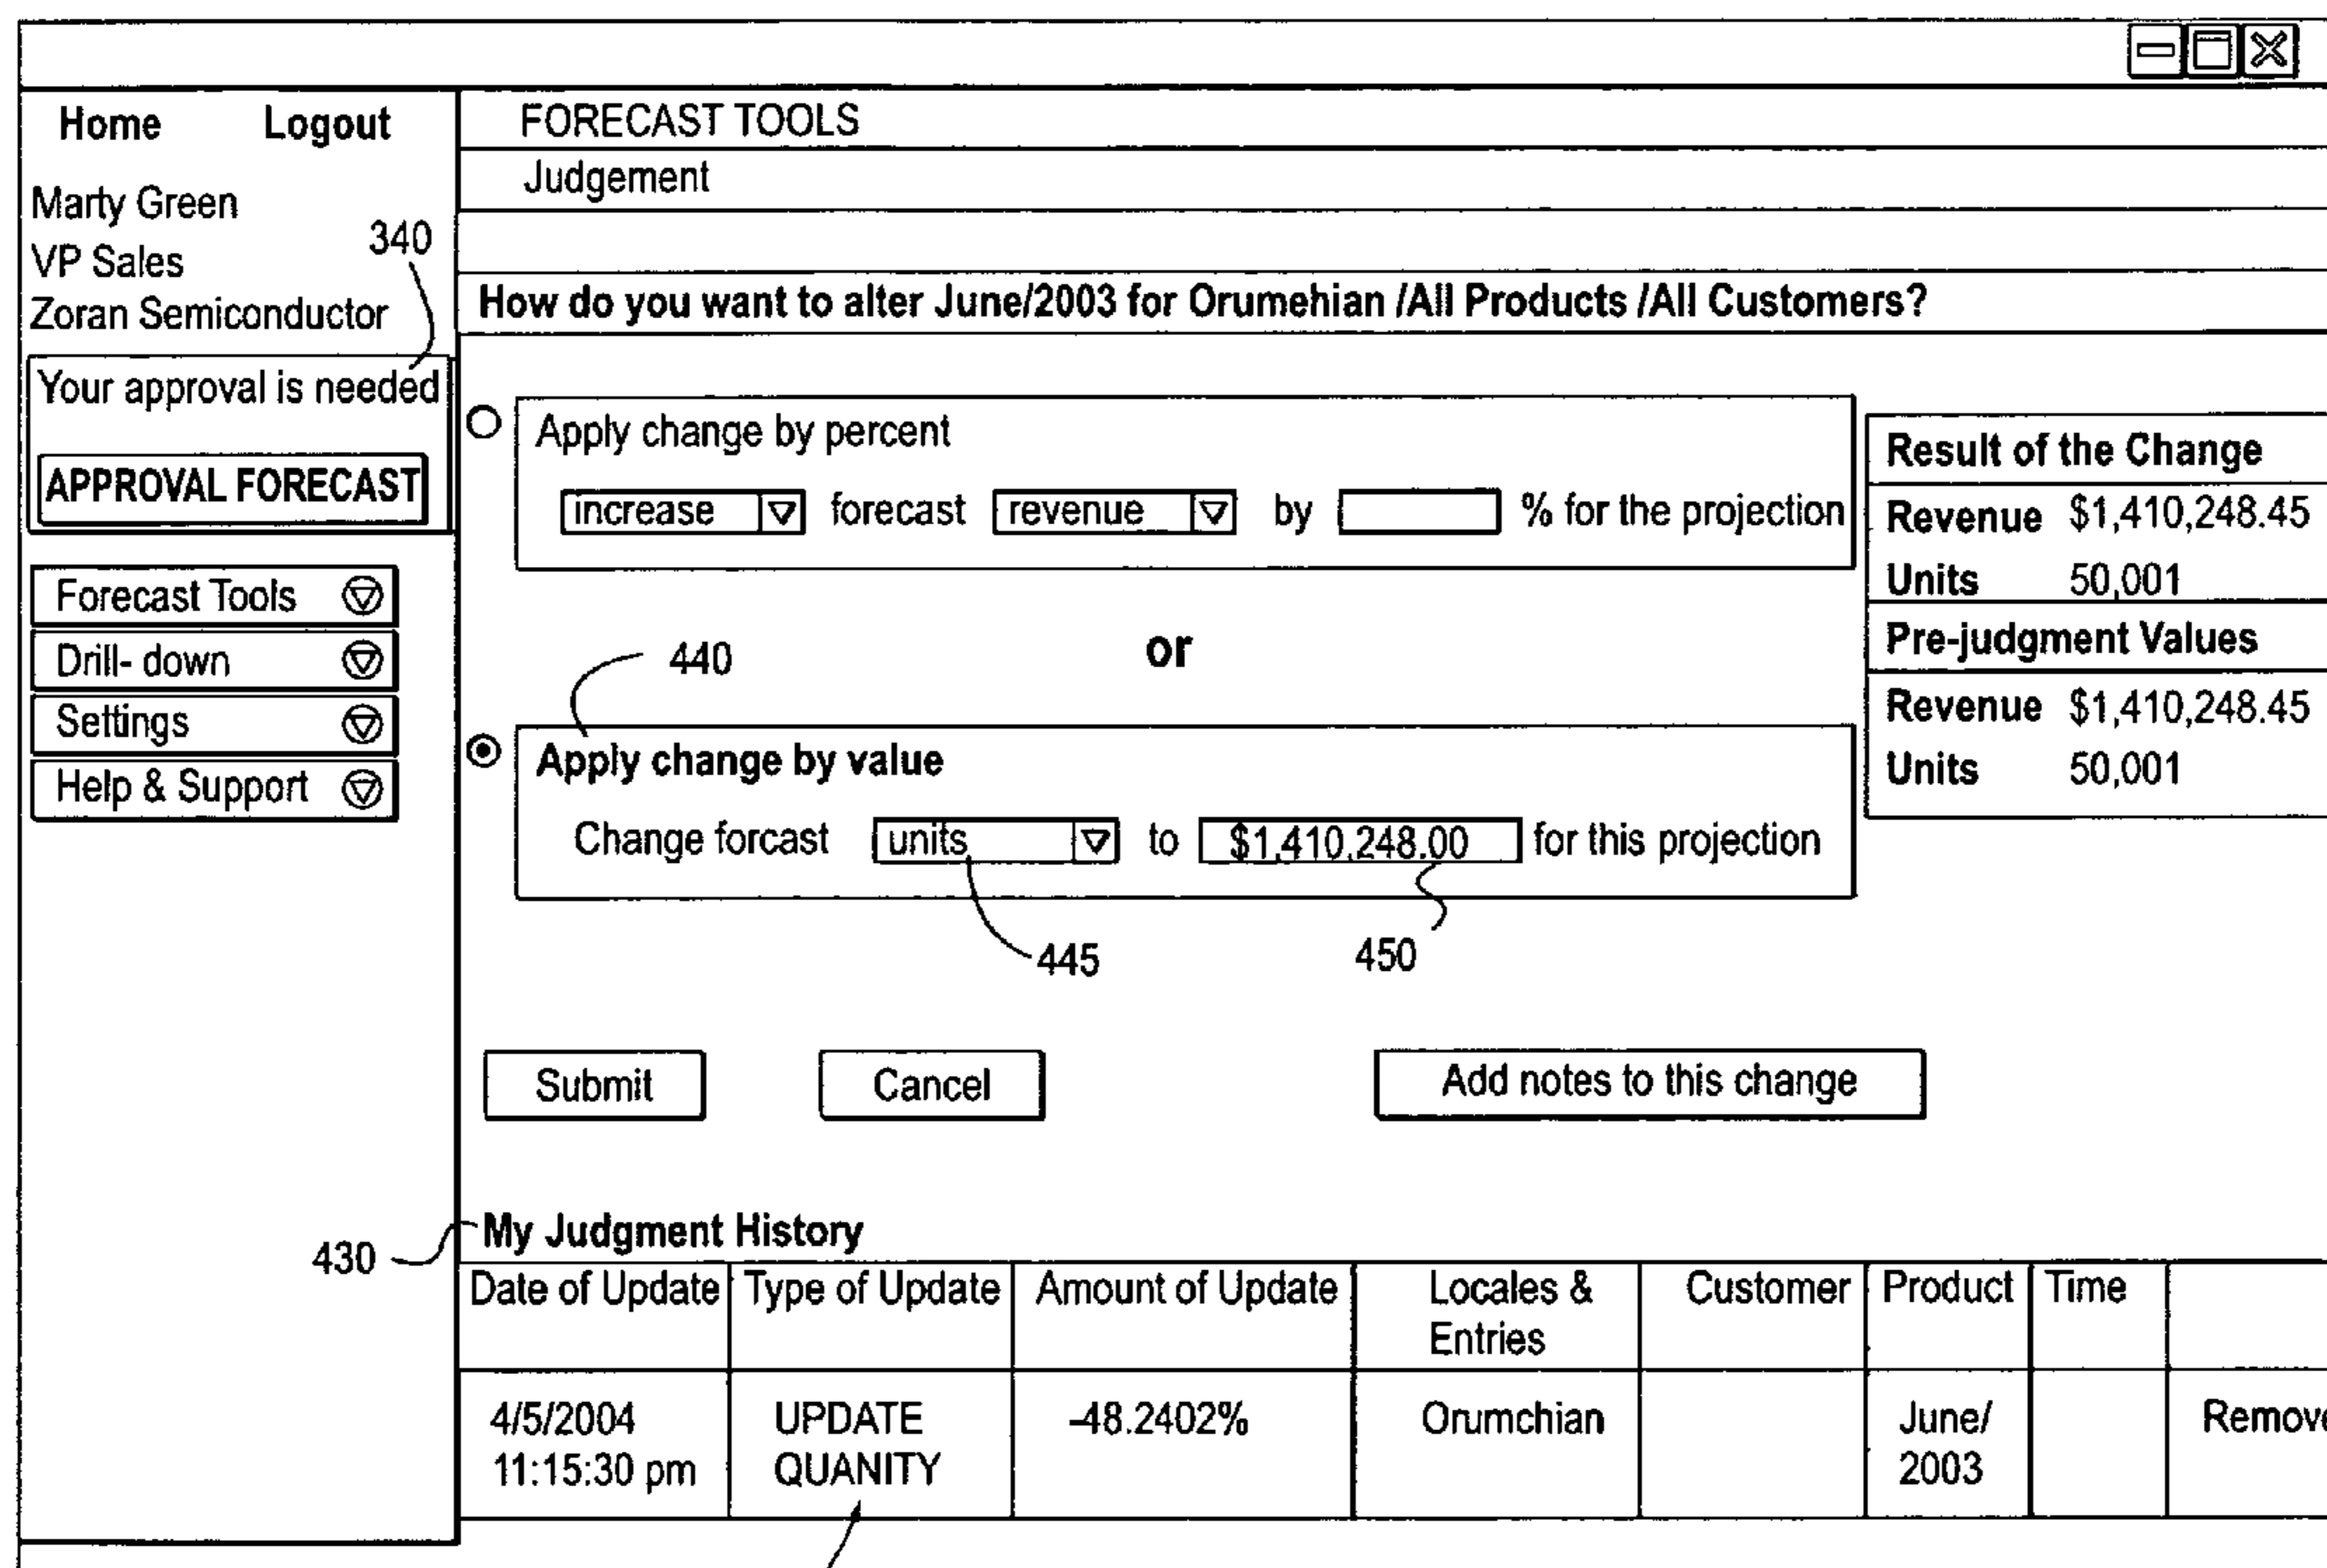 Home Logout
Marty Green
VP Sales
340
Zoran Semiconductor
Your approval is needed
APPROVAL FORECAST
Forecast Tools
Drill- down
Settings
Help & Support
FORECAST TOOLS
Judgement
How do you want to alter June/2003 for Orumehian /All Products /All Customers?
Apply change by percent
increase forecast revenue by % for the projection
or
440
Apply change by value
Change forcast units to $1,410,248.00 for this projection
445
450
Result of the Change
Revenue $1,410,248.45
Units 50,001
Pre-judgment Values
Revenue $1,410,248.45
Units 50,001
Submit Cancel Add notes to this change
430
My Judgment History
Date of Update Type of Update Amount of Update Locales & Customer Product Time
Entries
4/5/2004 UPDATE -48.2402% Orumchian June/ Remove
11:15:30 pm QUANITY 2003